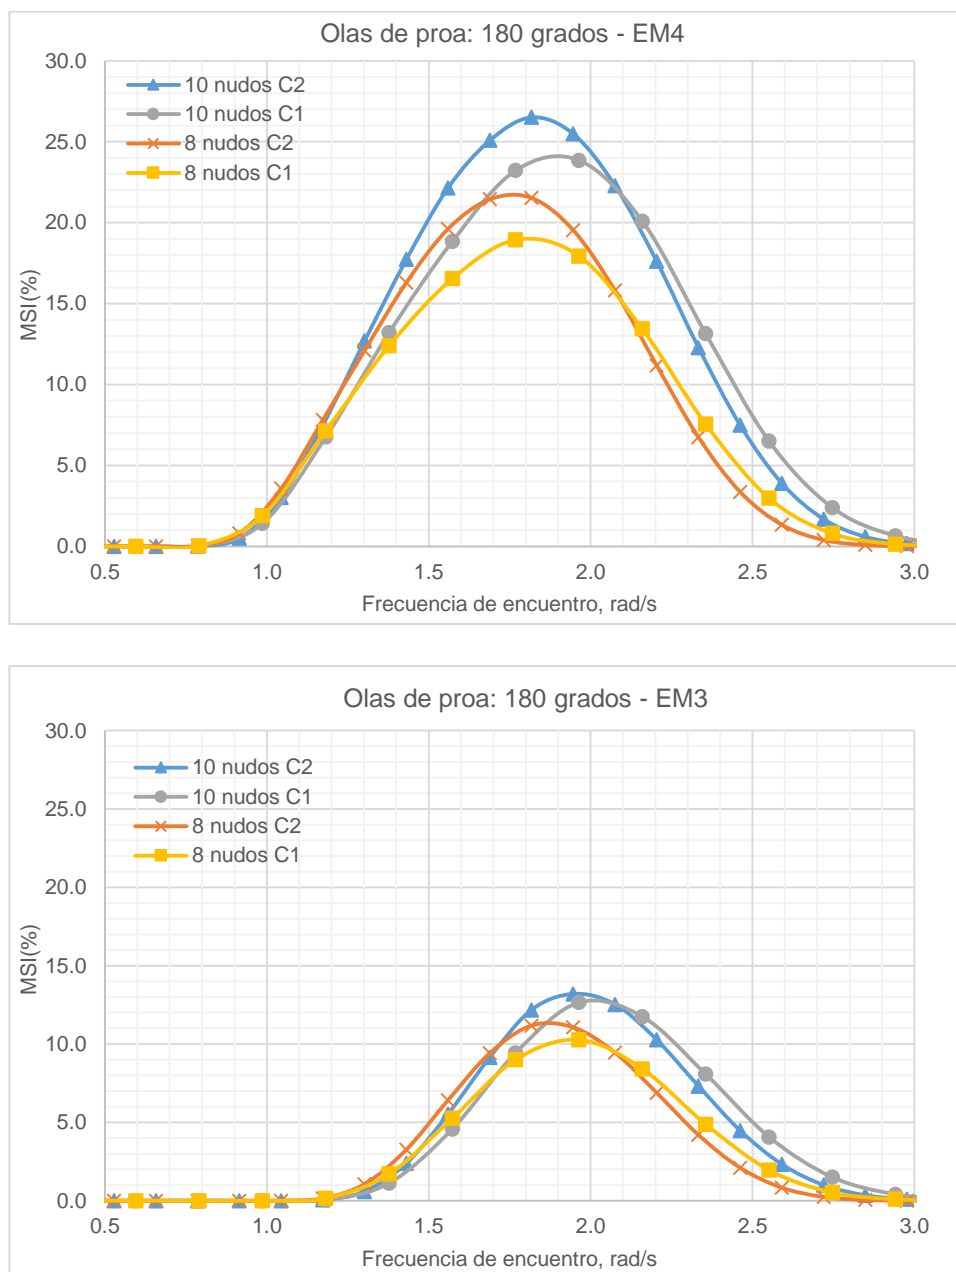 Olas de proa: 180 grados - EM4
30.0
25.0
20.0
15.0
10.0
5.0
0.0
MSI(%)
10 nudos C2
10 nudos C1
8 nudos C2
8 nudos C1
0.5 1.0 1.5 2.0 2.5 3.0
Frecuencia de encuentro, rad/s
Olas de proa: 180 grados - EM3
30.0
25.0
20.0
15.0
10.0
5.0
0.0
MSI(%)
10 nudos C2
10 nudos C1
8 nudos C2
8 nudos C1
0.5 1.0 1.5 2.0 2.5 3.0
Frecuencia de encuentro, rad/s